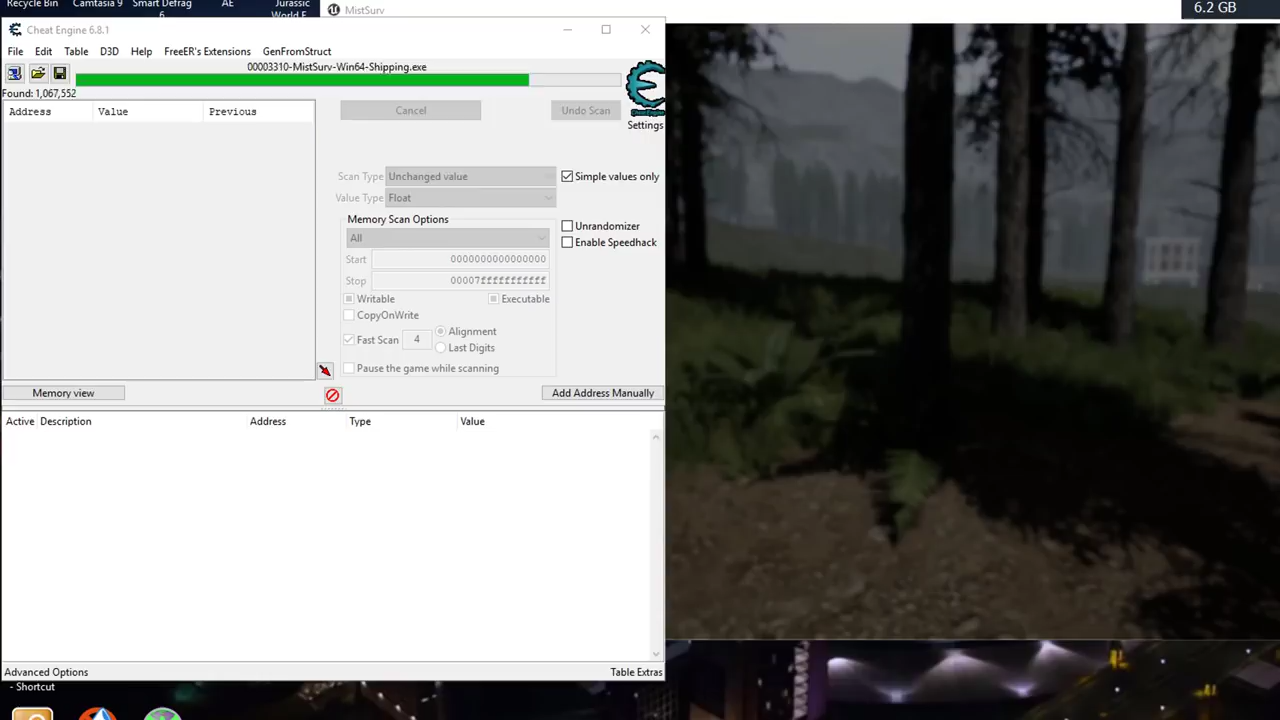 Recycle Bin
Camtasia 9
Smart Defrag
6
AE
Jurassic
World E
MistSurv
6.2 GB
Cheat Engine 6.8.1
File Edit Table D3D Help FreeER's Extensions GenFromStruct
00003310-MistSurv-Win64-Shipping.exe
Found: 1,067,552
Address Value Previous
Cancel
Undo Scan
Cheat Engine
Settings
Scan Type Unchanged value
Simple values only
Value Type Float
Memory Scan Options
All
Unrandomizer
Enable Speedhack
Start 0000000000000000
Stop 00007fffffffffff
Writable Executable
CopyOnWrite
Fast Scan 4 Alignment
Last Digits
Pause the game while scanning
Memory view
Add Address Manually
Active Description Address Type Value
Advanced Options
Table Extras
- Shortcut